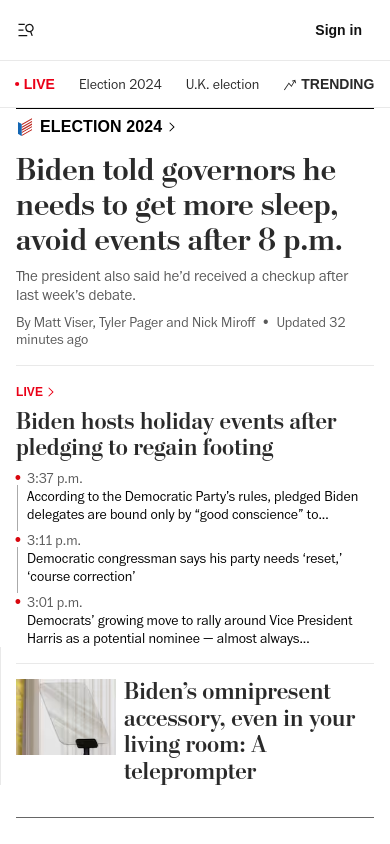 Sign in
• LIVE Election 2024 U.K. election TRENDING
ELECTION 2024
Biden told governors he
needs to get more sleep,
avoid events after 8 p.m.
The president also said he’d received a checkup after
last week’s debate.
By Matt Viser, Tyler Pager and Nick Miroff • Updated 32
minutes ago
LIVE
Biden hosts holiday events after
pledging to regain footing
3:37 p.m.
According to the Democratic Party’s rules, pledged Biden
delegates are bound only by “good conscience” to…
3:11 p.m.
Democratic congressman says his party needs ‘reset,’
‘course correction’
3:01 p.m.
Democrats’ growing move to rally around Vice President
Harris as a potential nominee — almost always…
Biden’s omnipresent
accessory, even in your
living room: A
teleprompter